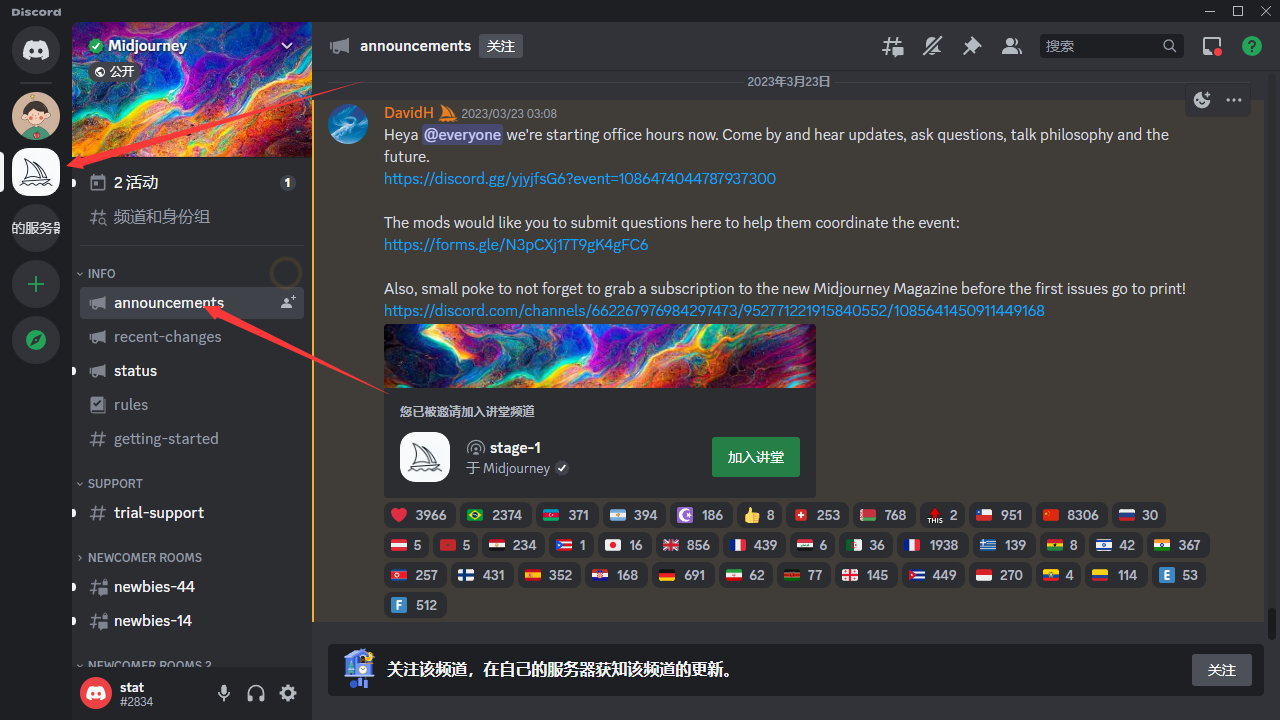 Discord
Midjourney
公开
2 活动
1
频道和身份组
INFO
announcements
recent-changes
status
rules
getting-started
SUPPORT
trial-support
NEWCOMER ROOMS
newbies-44
newbies-14
NEWCOMER ROOMS 2
的服务器
stat
#2834
announcements
关注
搜索
2023年3月23日
DavidH 2023/03/23 03:08
Heya @everyone we're starting office hours now. Come by and hear updates, ask questions, talk philosophy and the
future.
https://discord.gg/yjyjfsG6?event=1086474044787937300
The mods would like you to submit questions here to help them coordinate the event:
https://forms.gle/N3pCXj17T9gK4gFC6
Also, small poke to not forget to grab a subscription to the new Midjourney Magazine before the first issues go to print!
https://discord.com/channels/662267976984297473/952771221915840552/1085641450911449168
您已被邀请加入讲堂频道
stage-1
于 Midjourney
加入讲堂
3966 2374 371 394 186 8 253 768 THIS 2 951 8306 30
5 5 234 1 16 856 439 6 36 1938 139 8 42 367
257 431 352 168 691 62 77 145 449 270 4 114 E 53
F 512
关注该频道，在自己的服务器获知该频道的更新。
关注